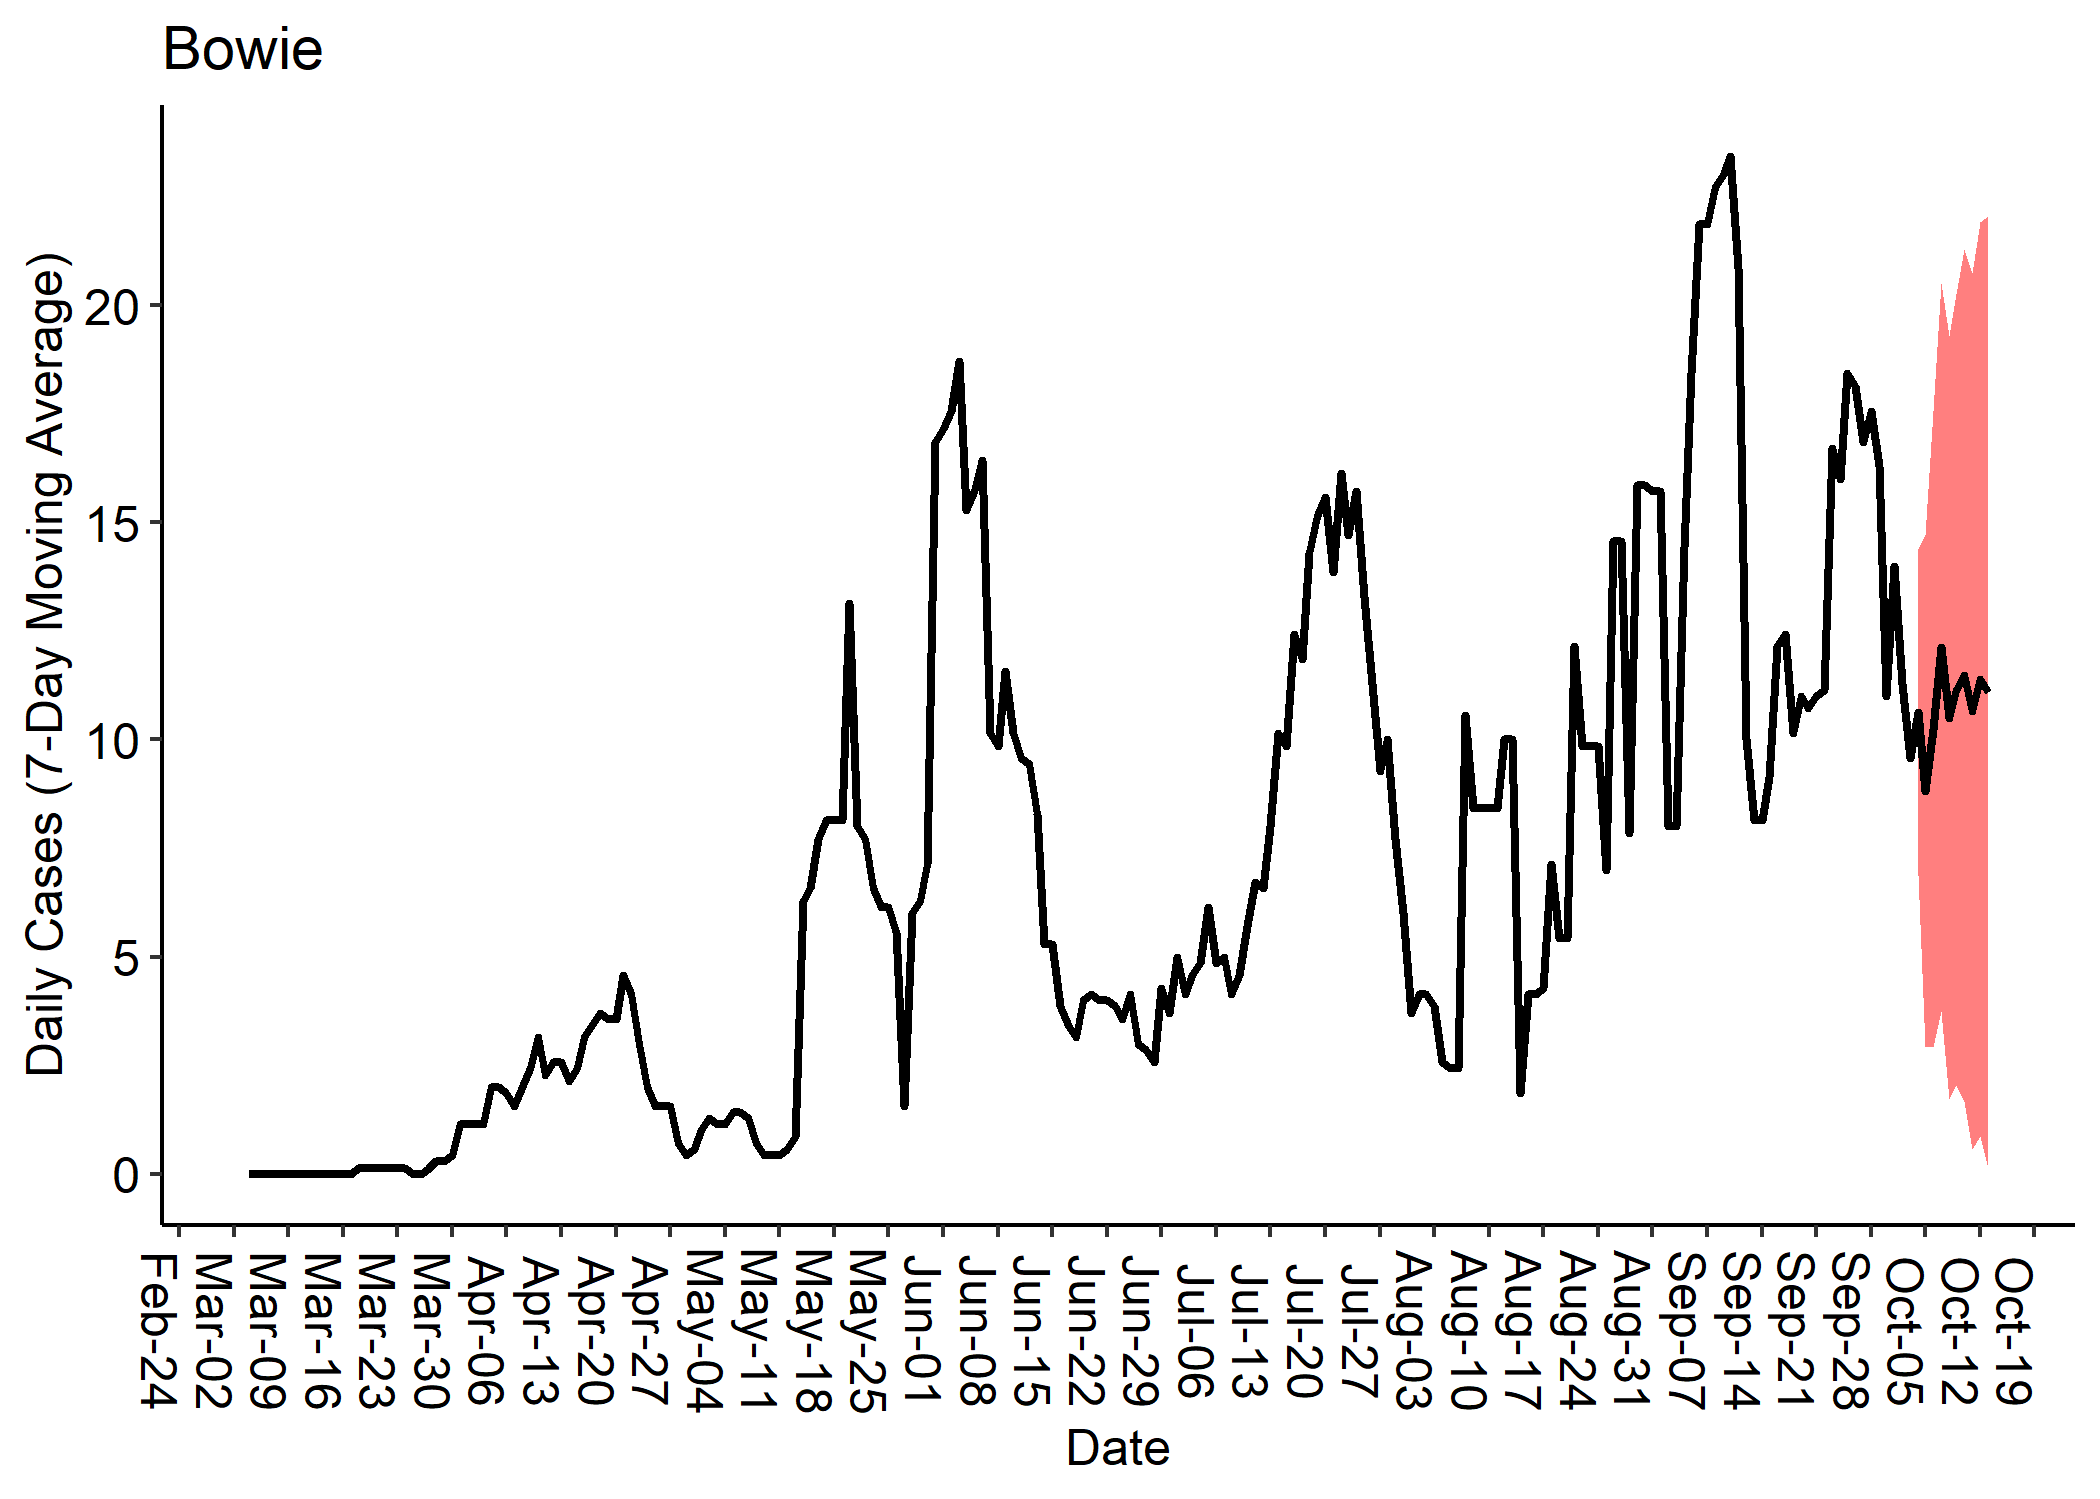 Bowie
Daily Cases (7-Day Moving Average)
20
15
10
5
0
Feb-24
Mar-02
Mar-09
Mar-16
Mar-23
Mar-30
Apr-06
Apr-13
Apr-20
Apr-27
May-04
May-11
May-18
May-25
Jun-01
Jun-08
Jun-15
Jun-22
Jun-29
Jul-06
Jul-13
Jul-20
Jul-27
Aug-03
Aug-10
Aug-17
Aug-24
Aug-31
Sep-07
Sep-14
Sep-21
Sep-28
Oct-05
Oct-12
Oct-19
Date